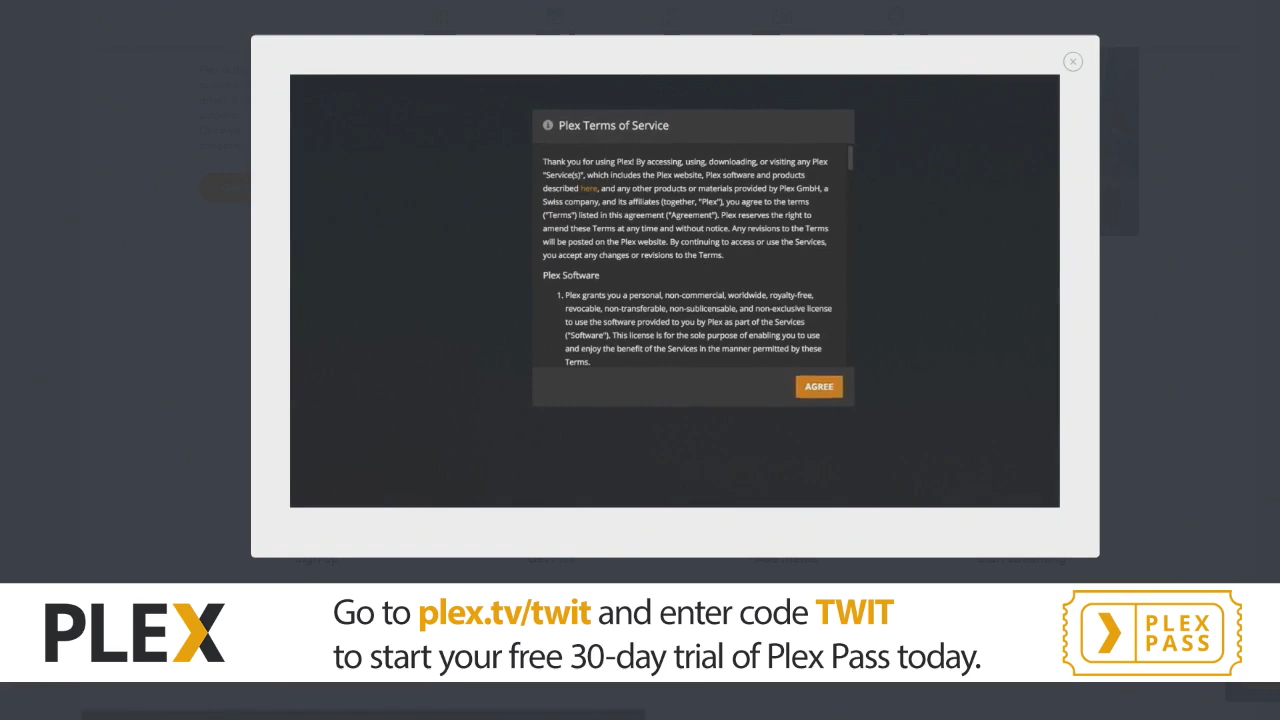 Plex Terms of Service
Thank you for using Plex! By accessing, using, downloading, or visiting any Plex
"Service(s)", which includes the Plex website, Plex software and products
described here, and any other products or materials provided by Plex GmbH, a
Swiss company, and its affiliates (together, "Plex"), you agree to the terms
("Terms") listed in this agreement ("Agreement"). Plex reserves the right to
amend these Terms at any time and without notice. Any revisions to the Terms
will be posted on the Plex website. By continuing to access or use the Services,
you accept any changes or revisions to the Terms.
Plex Software
1. Plex grants you a personal, non-commercial, worldwide, royalty-free,
revocable, non-transferable, non-sublicensable, and non-exclusive license
to use the software provided to you by Plex as part of the Services
("Software"). This license is for the sole purpose of enabling you to use
and enjoy the benefit of the Services in the manner permitted by these
Terms.
AGREE
PLEX
Go to plex.tv/twit and enter code TWIT
to start your free 30-day trial of Plex Pass today.
PLEX
PASS